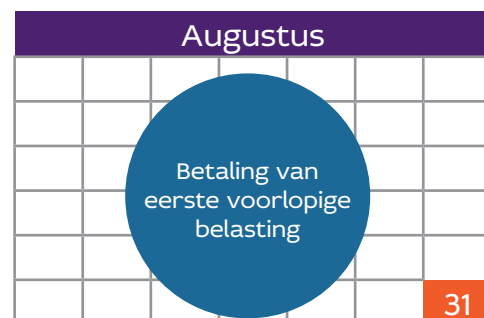 Augustus
Betaling van
eerste voorlopige
belasting
31